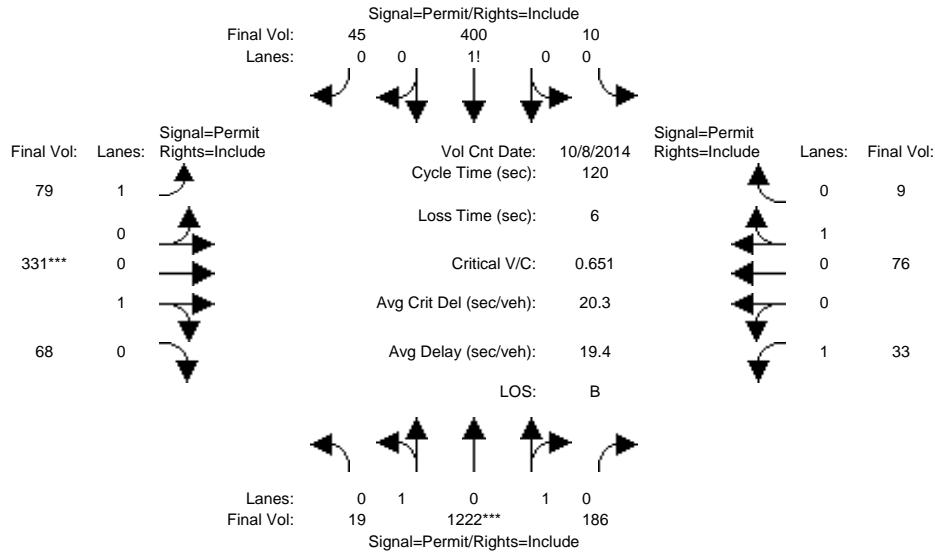 Signal=Permit/Rights=Include
Final Vol: 45 400 10
Lanes: 0 0 1! 0 0
Signal=Permit Signal=Permit
Final Vol: Lanes: Rights=Include Vol Cnt Date: 10/8/2014 Rights=Include Lanes: Final Vol:
Cycle Time (sec): 120
79 1 0 9
Loss Time (sec): 6
0 1
331*** 0 Critical V/C: 0.651 0 76
1 Avg Crit Del (sec/veh): 20.3 0
68 0 Avg Delay (sec/veh): 19.4 1 33
LOS: B
Lanes: 0 1 0 1 0
Final Vol: 19 1222*** 186
Signal=Permit/Rights=Include